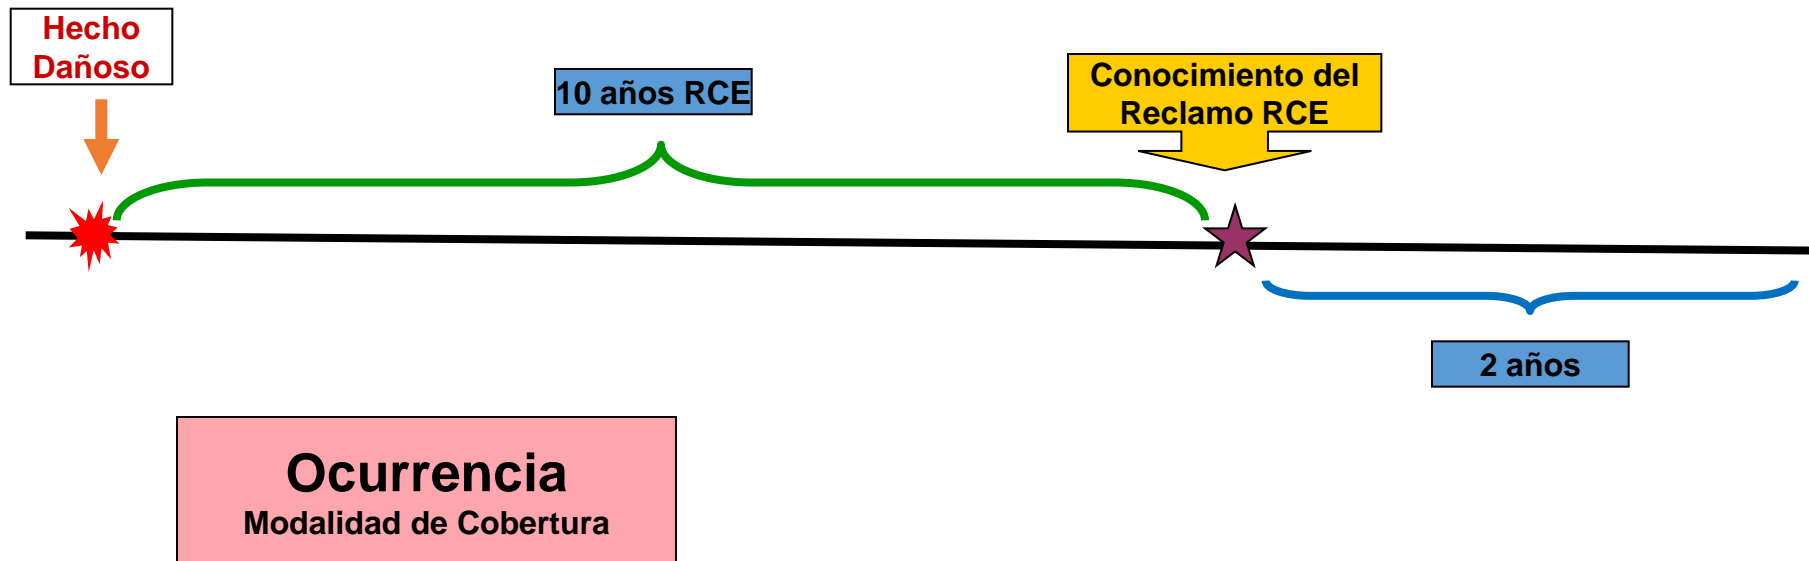 Hecho
Dañoso
10 años RCE
Conocimiento del
Reclamo RCE
2 años
Ocurrencia
Modalidad de Cobertura